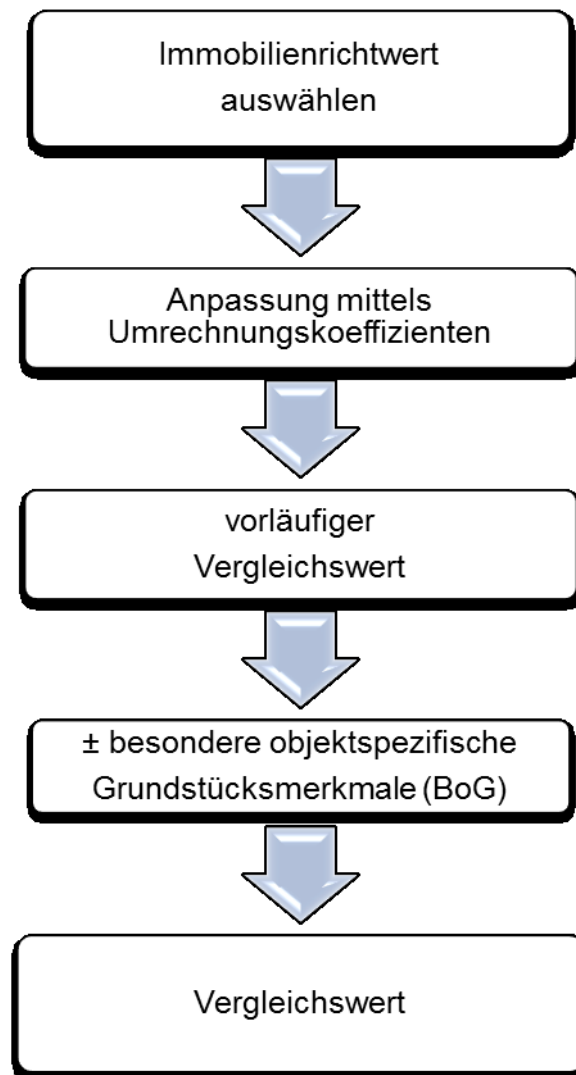 Immobilienrichtwert
auswählen
Anpassung mittels
Umrechnungskoeffizienten
vorläufiger
Vergleichswert
± besondere objektspezifische
Grundstücksmerkmale (BoG)
Vergleichswert